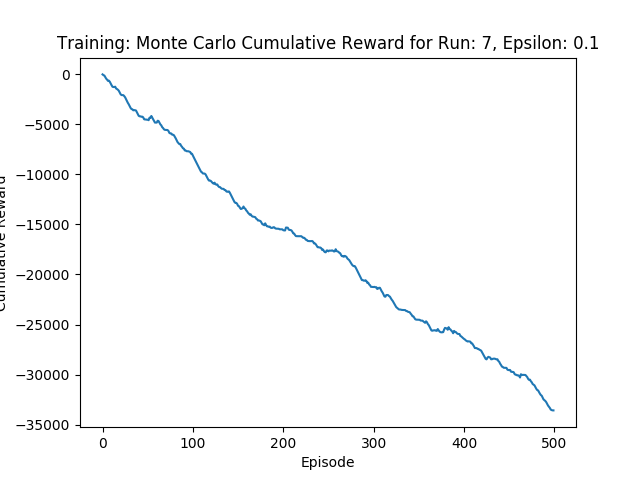 Training: Monte Carlo Cumulative Reward for Run: 7, Epsilon: 0.1
0
−5000
−10000
−15000
−20000
−25000
−30000
−35000
Cumulative Reward
0 100 200 300 400 500
Episode